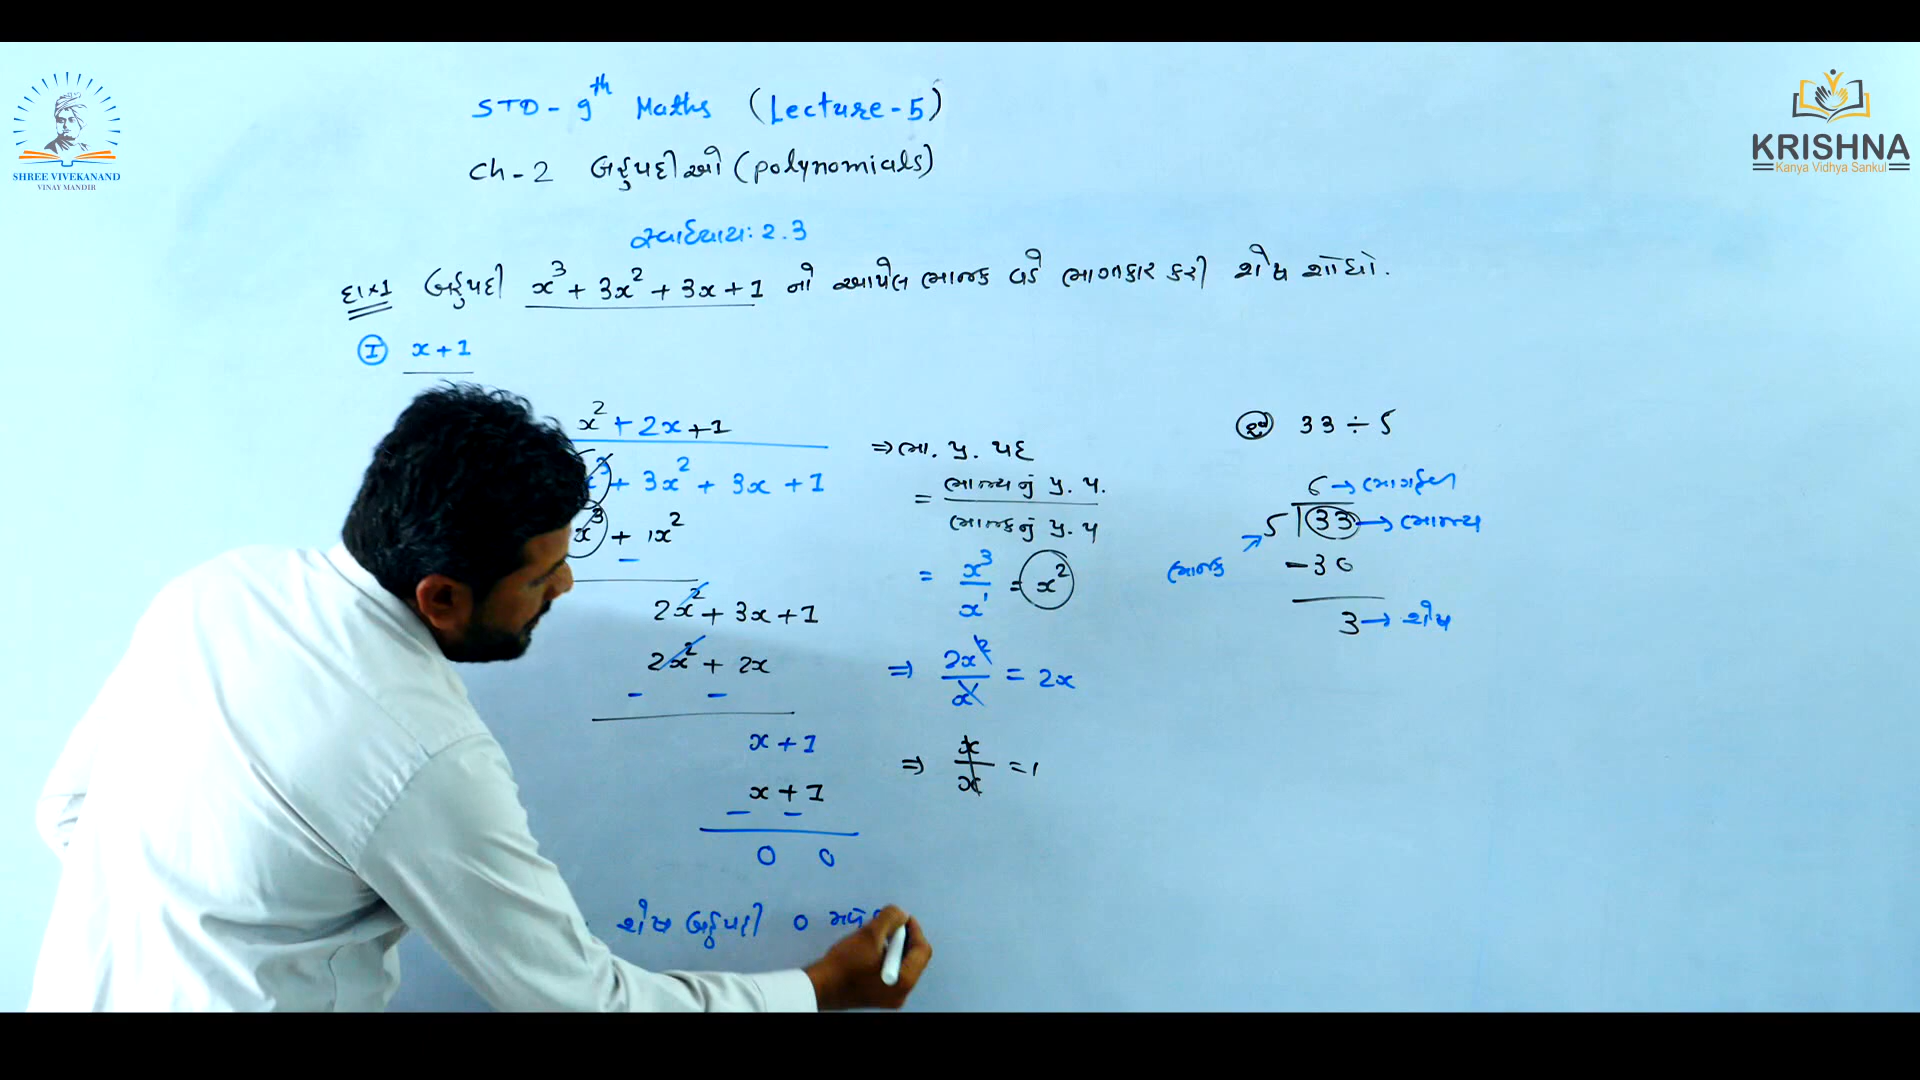 SHREE VIVEKANAND
VINAY MANDIR
KRISHNA
Kanya Vidhya Sankul
STD - 9th Maths (Lecture-5)
Ch-2 બહુપદીઓ (polynomials)
સ્વાધ્યાય: 2.3
દા×1 બહુપદી x³ + 3x² + 3x + 1 નો આપેલ ભાજક વડે ભાગાકાર કરી શેષ શોધો.
I x+1
x² + 2x + 1
x³ + 3x² + 3x + 1
x³ + 1x²
−
2x² + 3x + 1
2x² + 2x
− −
x + 1
x + 1
− −
0 0
શેષ બહુપદી 0 મળે
⇒ ભા. પ્ર. પદ
= ભાજ્યનું પ્ર. પ.
ભાજકનું પ્ર. પ
= x³ / x¹ = x²
⇒ 2x² / x = 2x
⇒ x / x = 1
33 ÷ 5
6 → ભાગફળ
5 33 → ભાજ્ય
ભાજક
−30
3 → શેષ